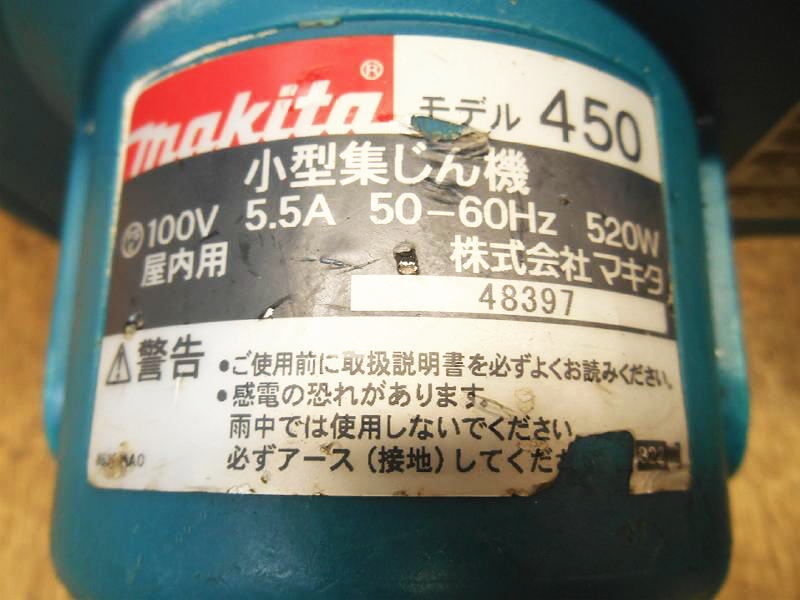 makita®
モデル 450
小型集じん機
100V 5.5A 50-60Hz 520W
屋内用 株式会社マキタ
48397
警告
・ご使用前に取扱説明書を必ずよくお読みください。
・感電の恐れがあります。
雨中では使用しないでください
必ずアース（接地）してくださ